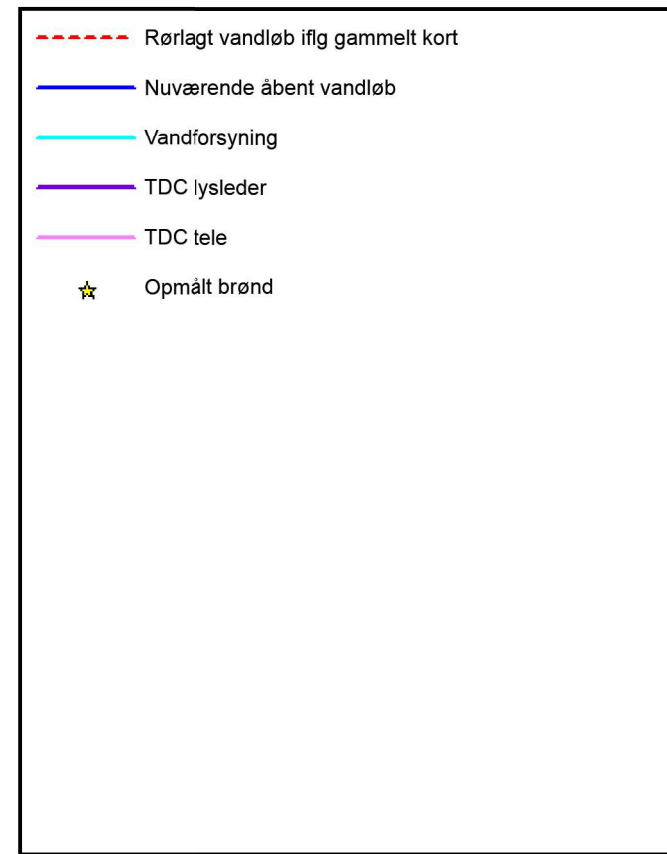 Rørlagt vandløb iflg gammelt kort
Nuværende åbent vandløb
Vandforsyning
TDC lysleder
TDC tele
Opmålt brønd